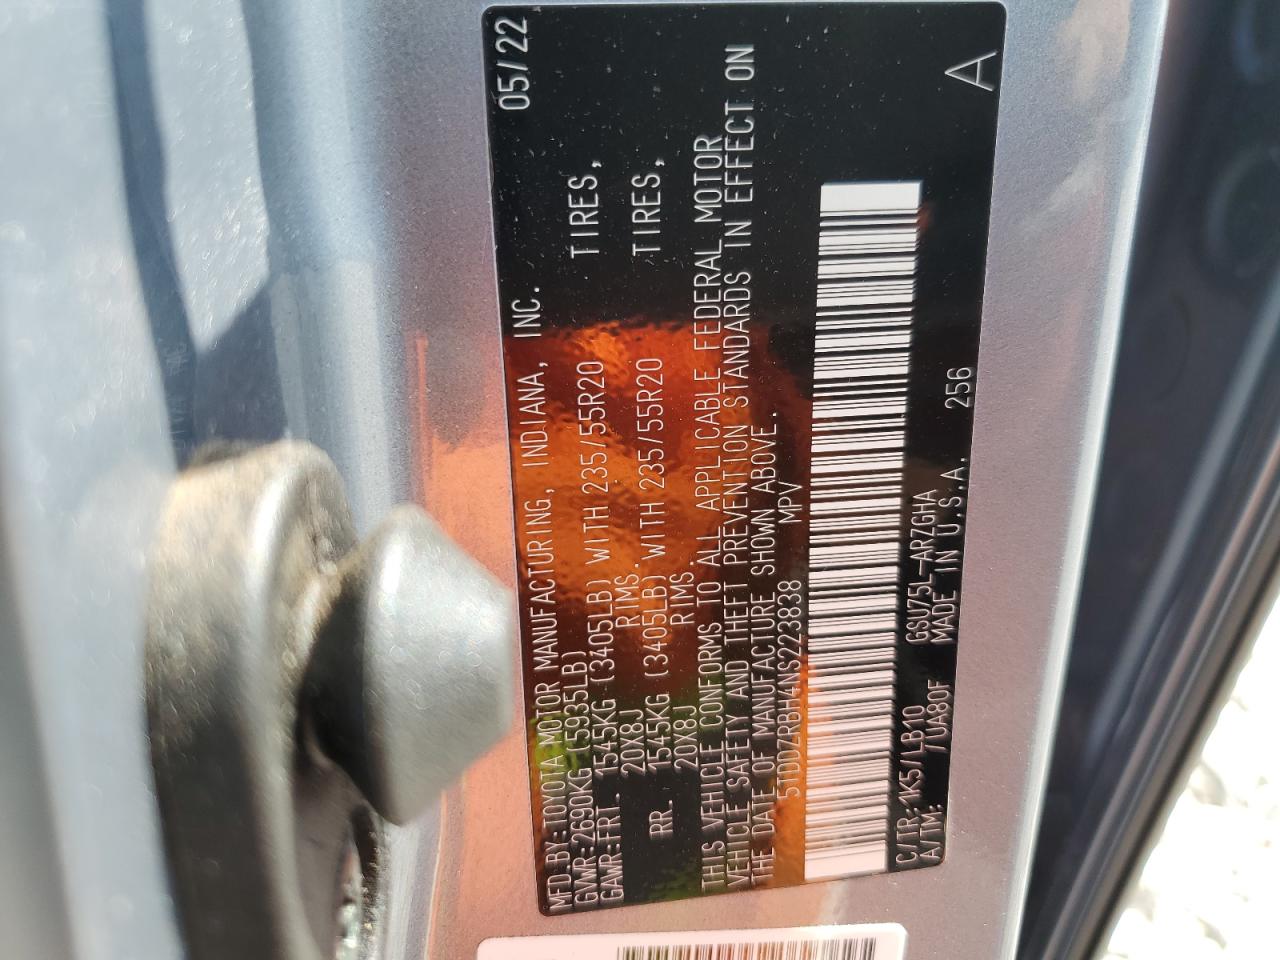 MFD.BY:TOYOTA MOTOR MANUFACTURING, INDIANA, INC. 05/22
GVWR:2690KG (5935LB)
GAWR:FRT. 1545KG (3405LB) WITH 235/55R20 TIRES,
20X8J RIMS.
RR. 1545KG (3405LB) WITH 235/55R20 TIRES,
20X8J RIMS.
THIS VEHICLE CONFORMS TO ALL APPLICABLE FEDERAL MOTOR
VEHICLE SAFETY AND THEFT PREVENTION STANDARDS IN EFFECT ON
THE DATE OF MANUFACTURE SHOWN ABOVE.
5TDDZRBH4NS223838 MPV
C/TR:1K5/LB10 GSU75L-ARZGHA
A/TM: /UA80F MADE IN U.S.A. 256
A